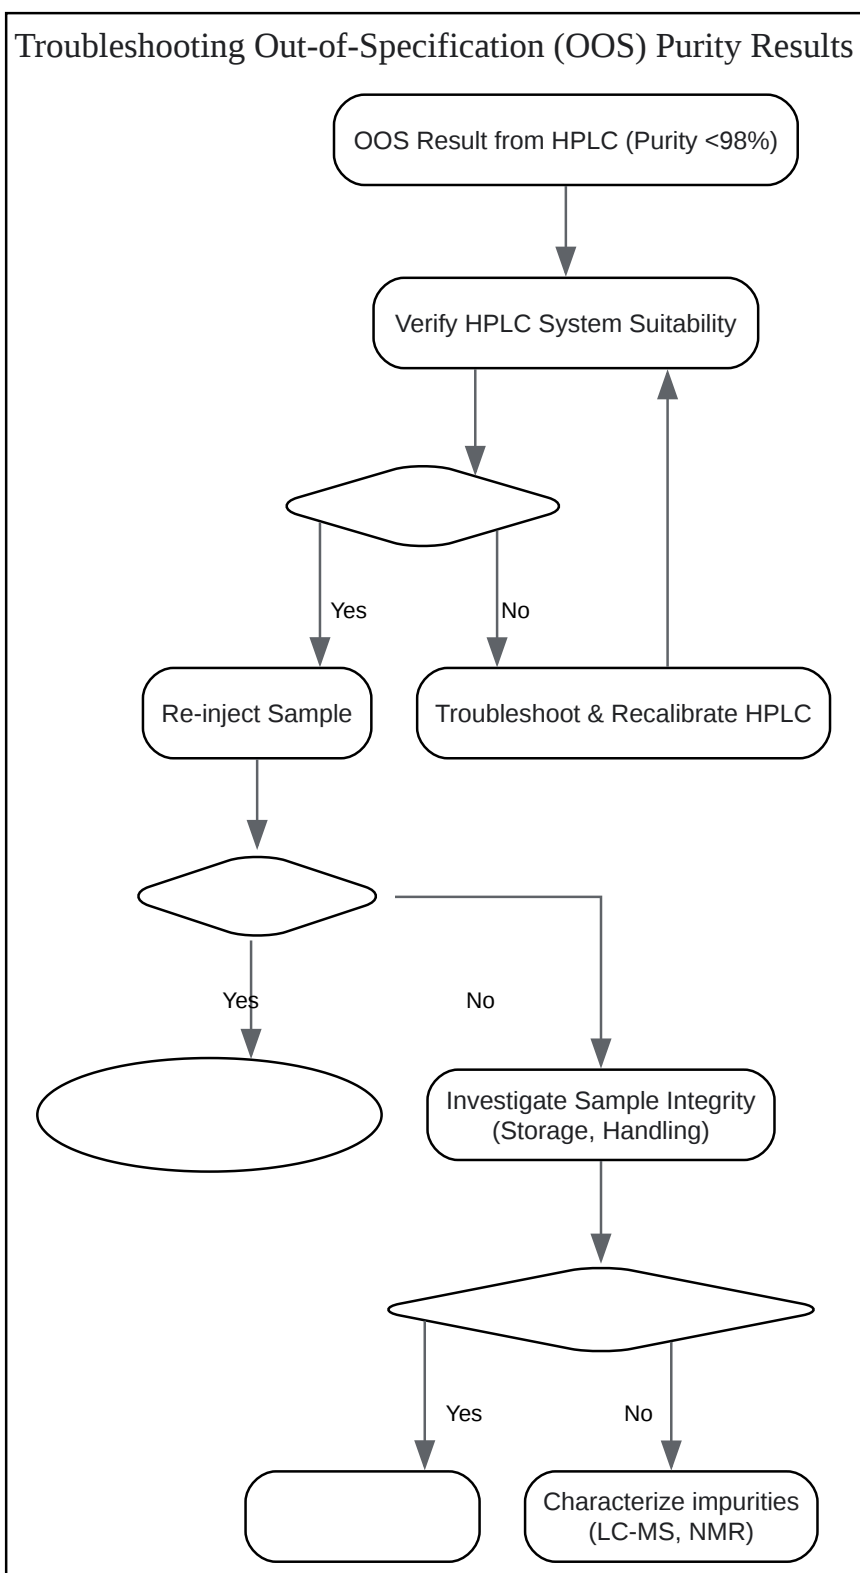 Troubleshooting Out-of-Specification (OOS) Purity Results
OOS Result from HPLC (Purity <98%)
Verify HPLC System Suitability
Yes
No
Re-inject Sample
Troubleshoot & Recalibrate HPLC
Yes
No
Investigate Sample Integrity
(Storage, Handling)
Yes
No
Characterize impurities
(LC-MS, NMR)